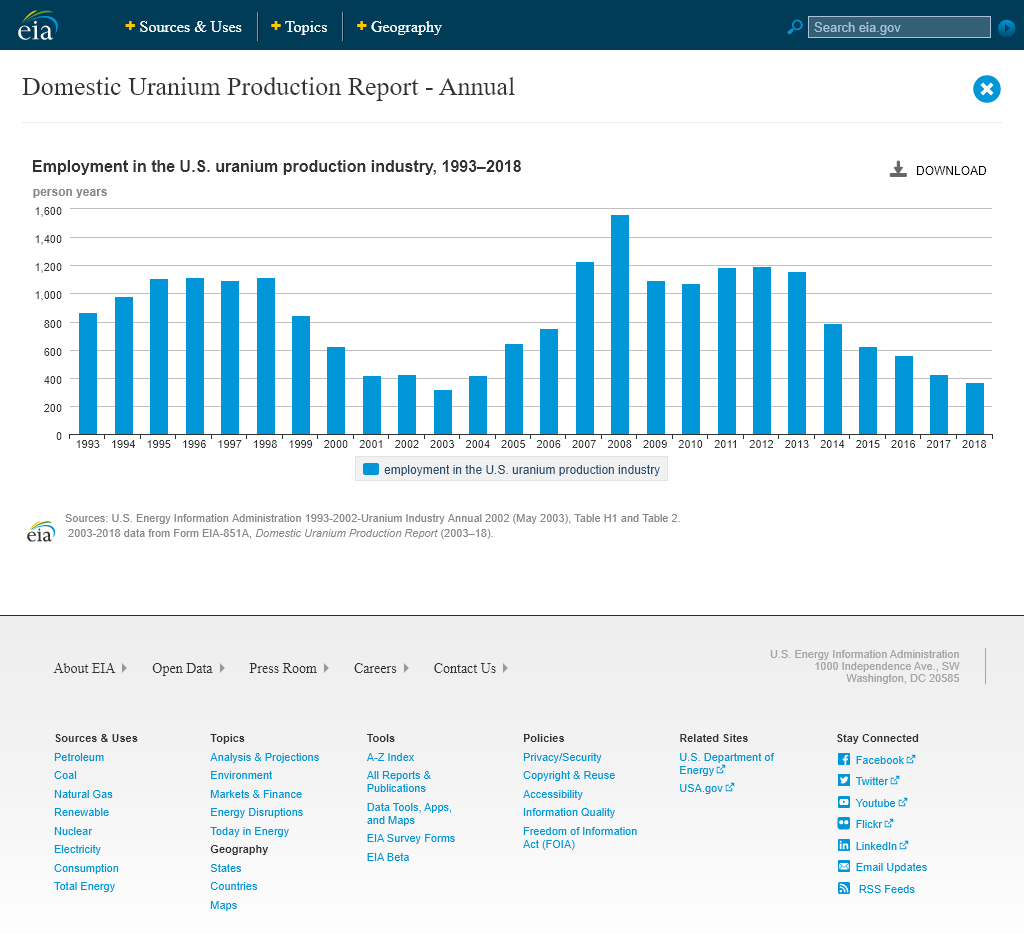 eia
+ Sources & Uses
+ Topics
+ Geography
Search eia.gov
Domestic Uranium Production Report - Annual
Employment in the U.S. uranium production industry, 1993–2018
DOWNLOAD
person years
1,600
1,400
1,200
1,000
800
600
400
200
0
1993 1994 1995 1996 1997 1998 1999 2000 2001 2002 2003 2004 2005 2006 2007 2008 2009 2010 2011 2012 2013 2014 2015 2016 2017 2018
employment in the U.S. uranium production industry
eia
Sources: U.S. Energy Information Administration 1993-2002-Uranium Industry Annual 2002 (May 2003), Table H1 and Table 2.
2003-2018 data from Form EIA-851A, Domestic Uranium Production Report (2003–18).
About EIA
Open Data
Press Room
Careers
Contact Us
U.S. Energy Information Administration
1000 Independence Ave., SW
Washington, DC 20585
Sources & Uses
Petroleum
Coal
Natural Gas
Renewable
Nuclear
Electricity
Consumption
Total Energy
Topics
Analysis & Projections
Environment
Markets & Finance
Energy Disruptions
Today in Energy
Geography
States
Countries
Maps
Tools
A-Z Index
All Reports &
Publications
Data Tools, Apps,
and Maps
EIA Survey Forms
EIA Beta
Policies
Privacy/Security
Copyright & Reuse
Accessibility
Information Quality
Freedom of Information
Act (FOIA)
Related Sites
U.S. Department of
Energy
USA.gov
Stay Connected
Facebook
Twitter
Youtube
Flickr
LinkedIn
Email Updates
RSS Feeds